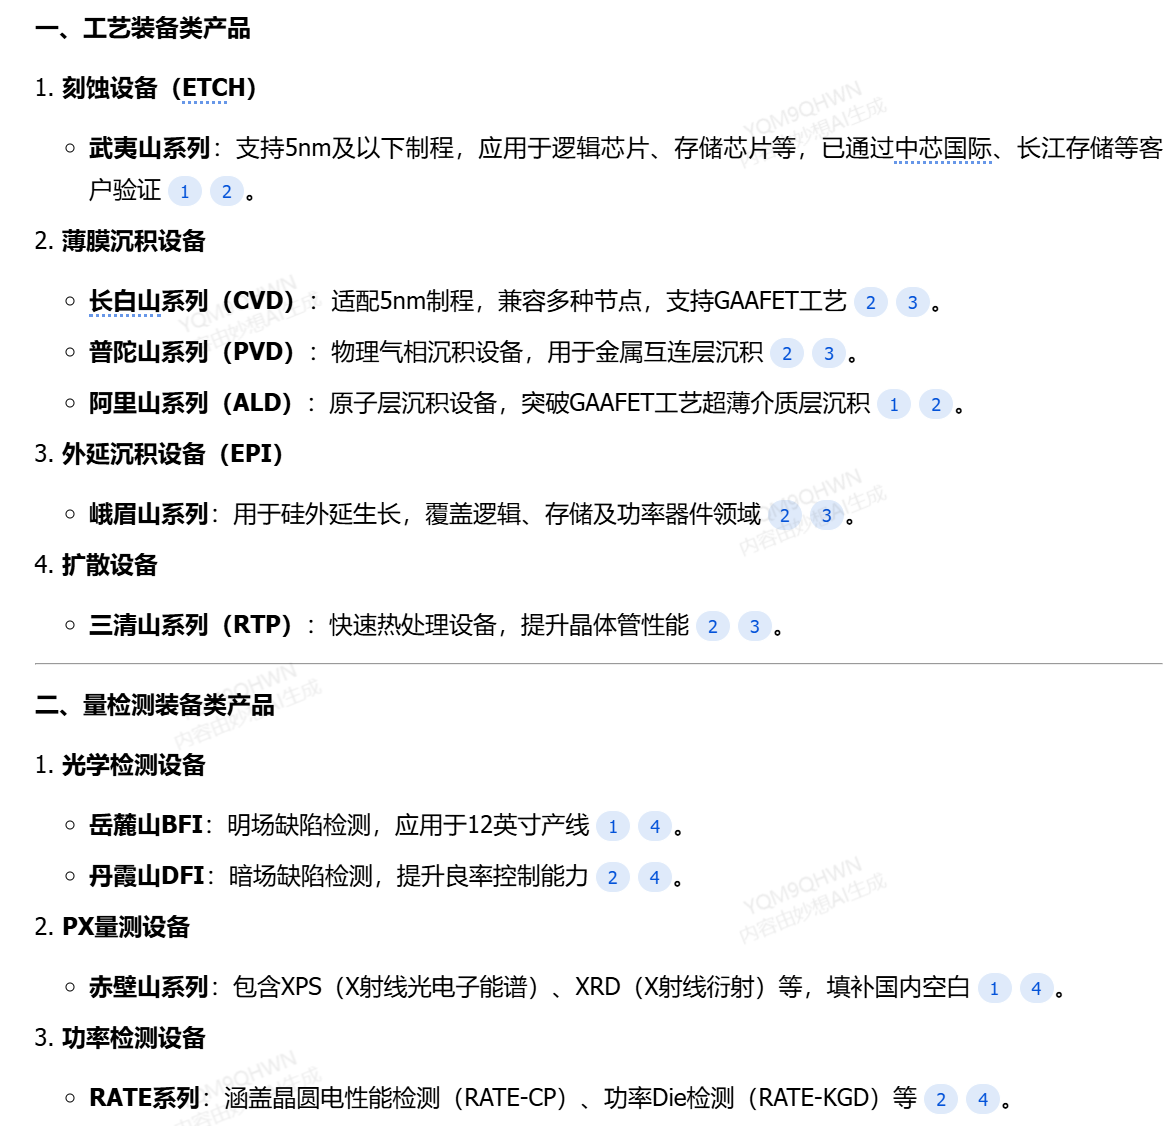 一、工艺装备类产品
1. 刻蚀设备（ETCH）
武夷山系列：支持5nm及以下制程，应用于逻辑芯片、存储芯片等，已通过中芯国际、长江存储等客
户验证 1 2 。
2. 薄膜沉积设备
长白山系列（CVD）：适配5nm制程，兼容多种节点，支持GAAFET工艺 2 3 。
普陀山系列（PVD）：物理气相沉积设备，用于金属互连层沉积 2 3 。
阿里山系列（ALD）：原子层沉积设备，突破GAAFET工艺超薄介质层沉积 1 2 。
3. 外延沉积设备（EPI）
峨眉山系列：用于硅外延生长，覆盖逻辑、存储及功率器件领域 2 3 。
4. 扩散设备
三清山系列（RTP）：快速热处理设备，提升晶体管性能 2 3 。
二、量检测装备类产品
1. 光学检测设备
岳麓山BFI：明场缺陷检测，应用于12英寸产线 1 4 。
丹霞山DFI：暗场缺陷检测，提升良率控制能力 2 4 。
2. PX量测设备
赤壁山系列：包含XPS（X射线光电子能谱）、XRD（X射线衍射）等，填补国内空白 1 4 。
3. 功率检测设备
RATE系列：涵盖晶圆电性能检测（RATE-CP）、功率Die检测（RATE-KGD）等 2 4 。
YQM9QHWN
内容由妙想AI生成